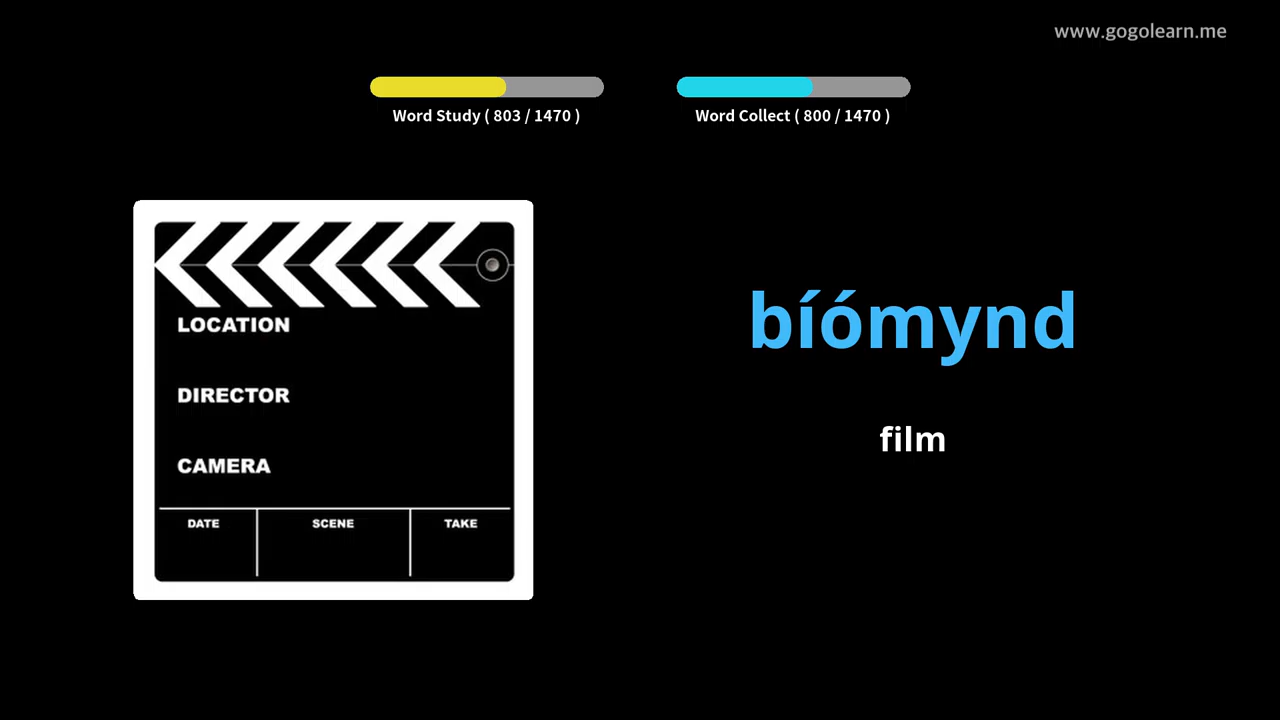 www.gogolearn.me
Word Study ( 803 / 1470 )
Word Collect ( 800 / 1470 )
LOCATION
DIRECTOR
CAMERA
DATE
SCENE
TAKE
bíómynd
film